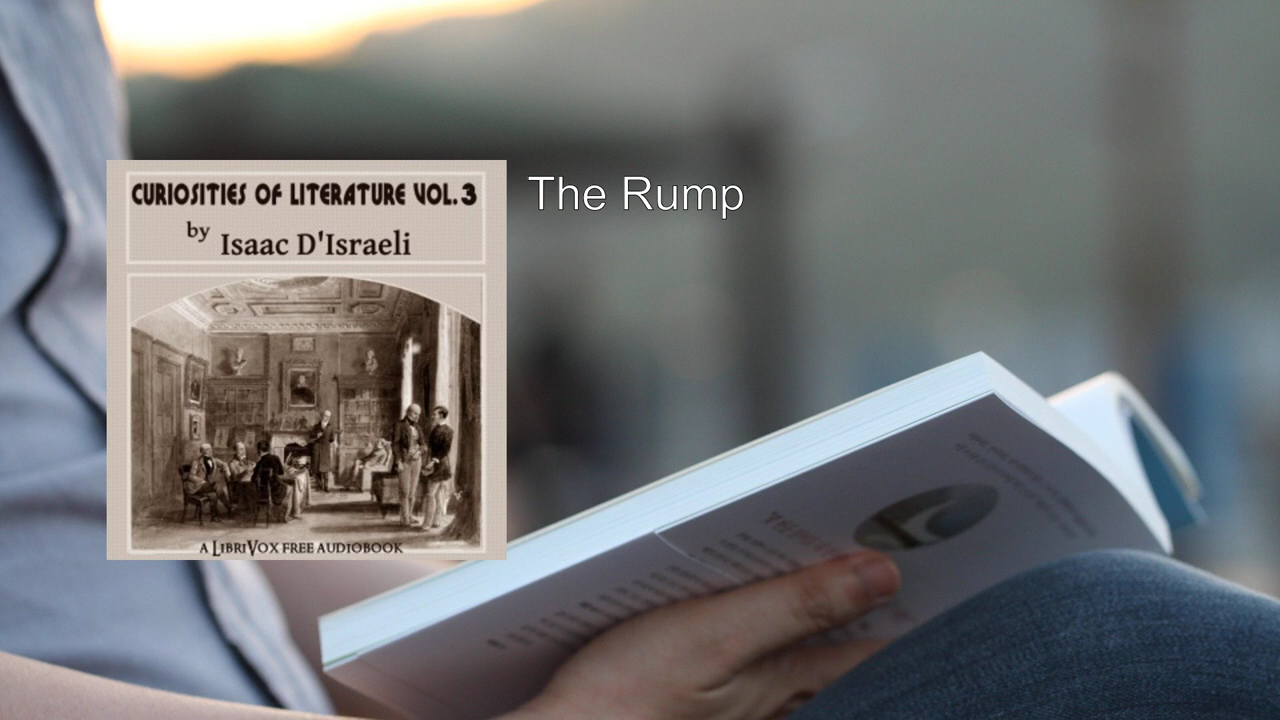 CURIOSITIES OF LITERATURE VOL.3
by Isaac D'Israeli
A LIBRIVOX FREE AUDIOBOOK
The Rump